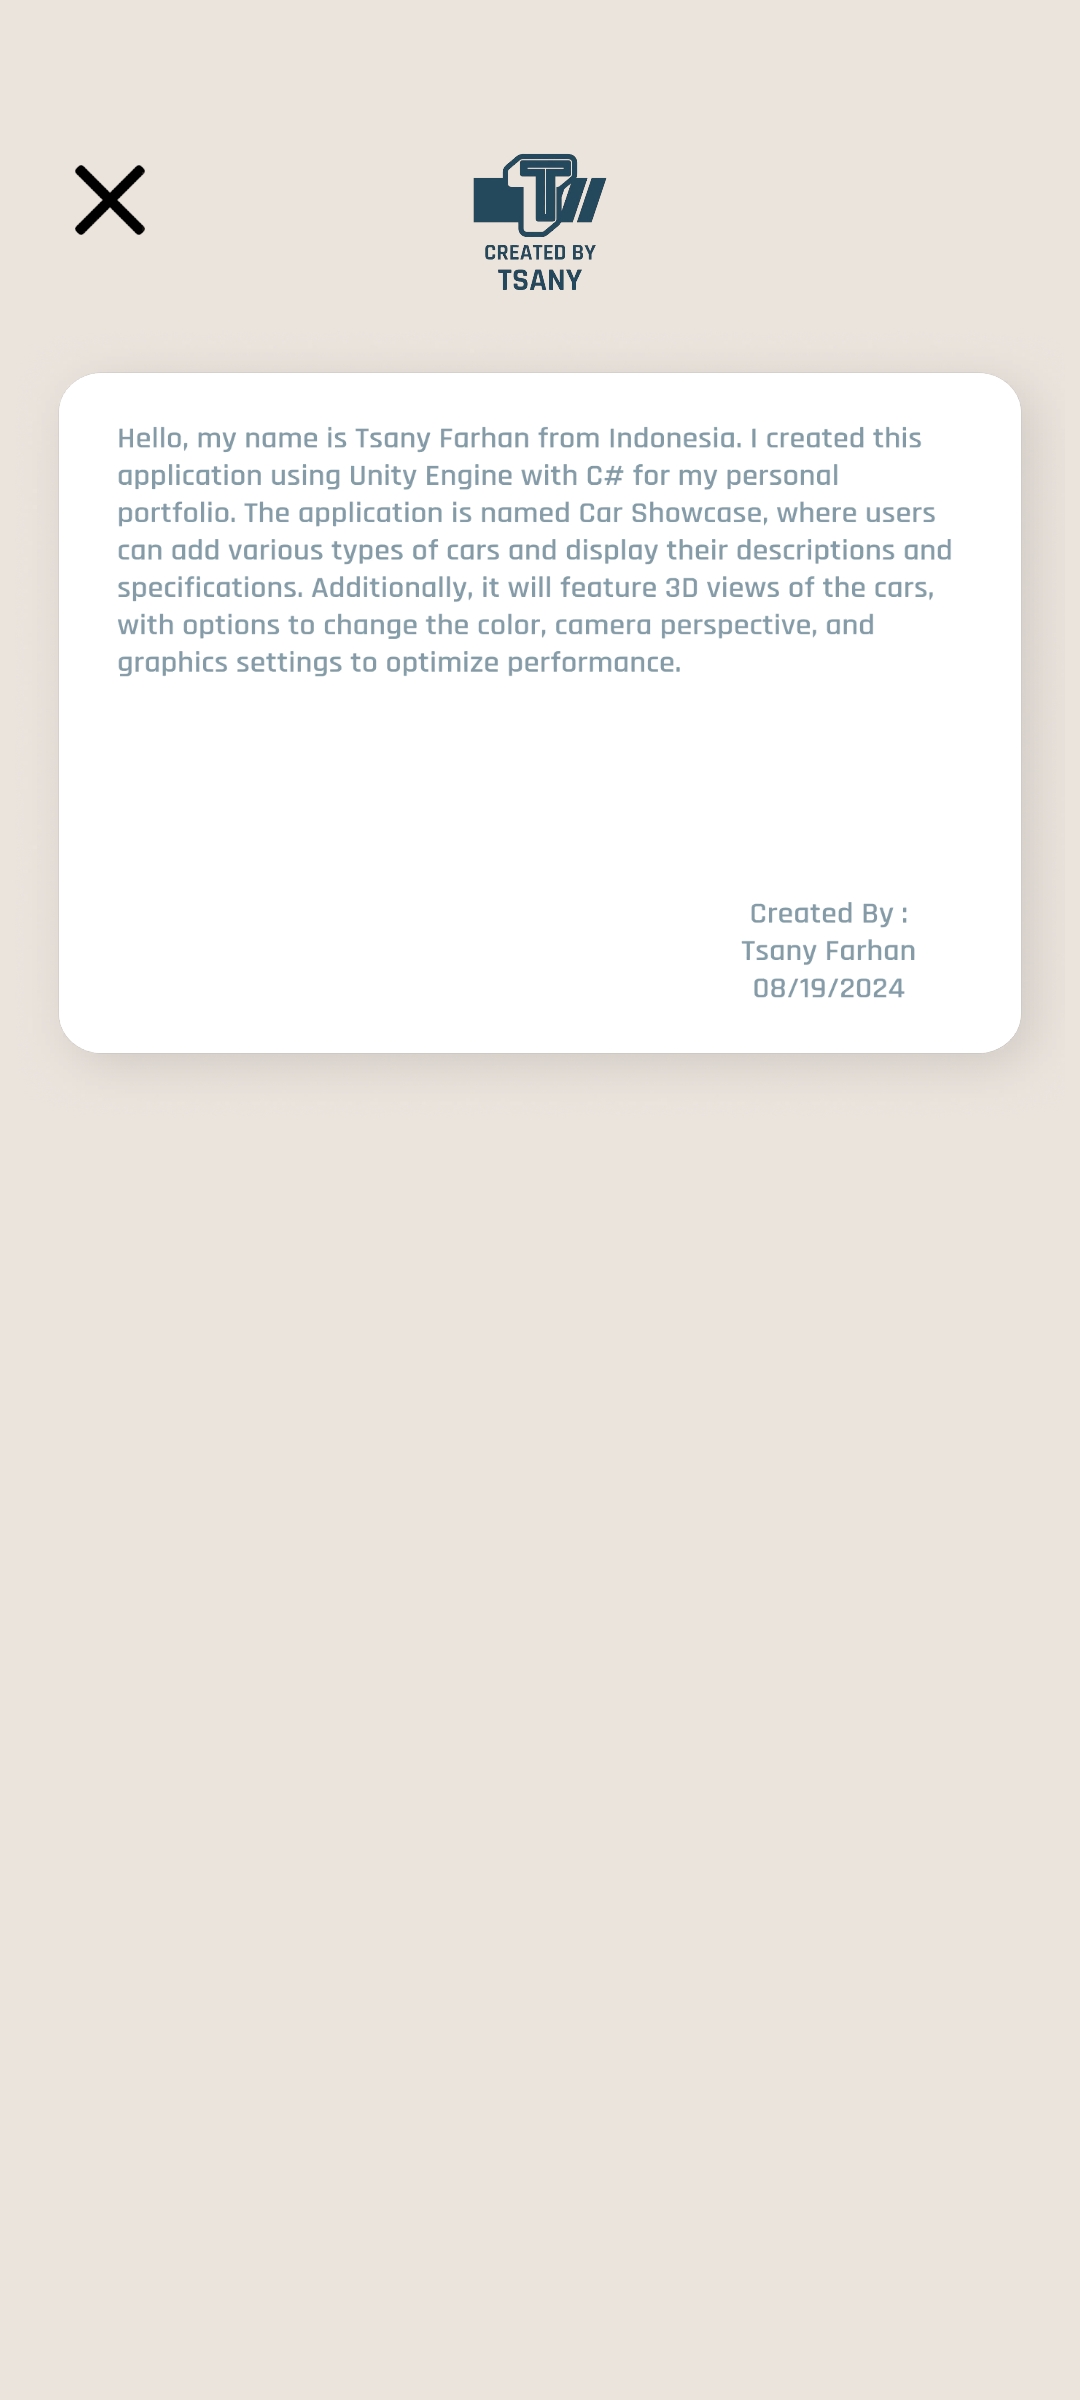 T
CREATED BY
TSANY
Hello, my name is Tsany Farhan from Indonesia. I created this
application using Unity Engine with C# for my personal
portfolio. The application is named Car Showcase, where users
can add various types of cars and display their descriptions and
specifications. Additionally, it will feature 3D views of the cars,
with options to change the color, camera perspective, and
graphics settings to optimize performance.
Created By :
Tsany Farhan
08/19/2024